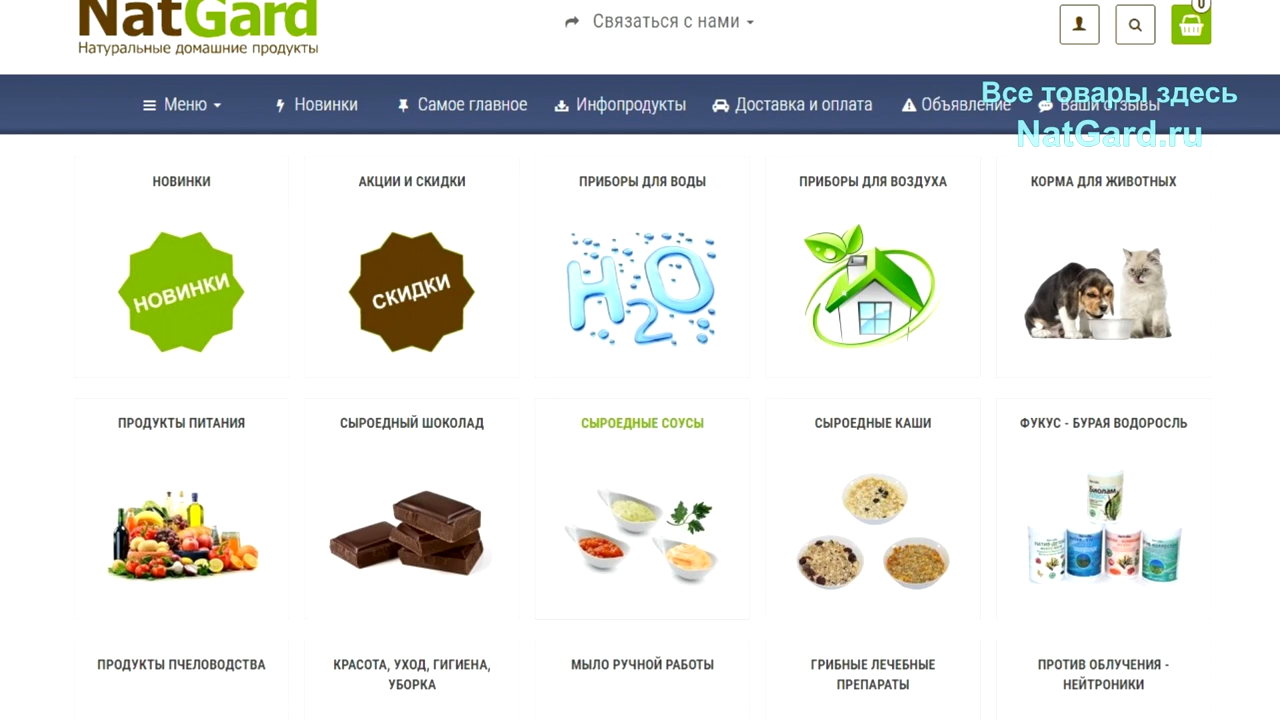 NatGard
Натуральные домашние продукты
Связаться с нами
0
Меню
Новинки
Самое главное
Инфопродукты
Доставка и оплата
Объявление
Ваши отзывы
Все товары здесь
NatGard.ru
НОВИНКИ
АКЦИИ И СКИДКИ
ПРИБОРЫ ДЛЯ ВОДЫ
ПРИБОРЫ ДЛЯ ВОЗДУХА
КОРМА ДЛЯ ЖИВОТНЫХ
НОВИНКИ
СКИДКИ
H2O
ПРОДУКТЫ ПИТАНИЯ
СЫРОЕДНЫЙ ШОКОЛАД
СЫРОЕДНЫЕ СОУСЫ
СЫРОЕДНЫЕ КАШИ
ФУКУС - БУРАЯ ВОДОРОСЛЬ
ПРОДУКТЫ ПЧЕЛОВОДСТВА
КРАСОТА, УХОД, ГИГИЕНА,
УБОРКА
МЫЛО РУЧНОЙ РАБОТЫ
ГРИБНЫЕ ЛЕЧЕБНЫЕ
ПРЕПАРАТЫ
ПРОТИВ ОБЛУЧЕНИЯ -
НЕЙТРОНИКИ